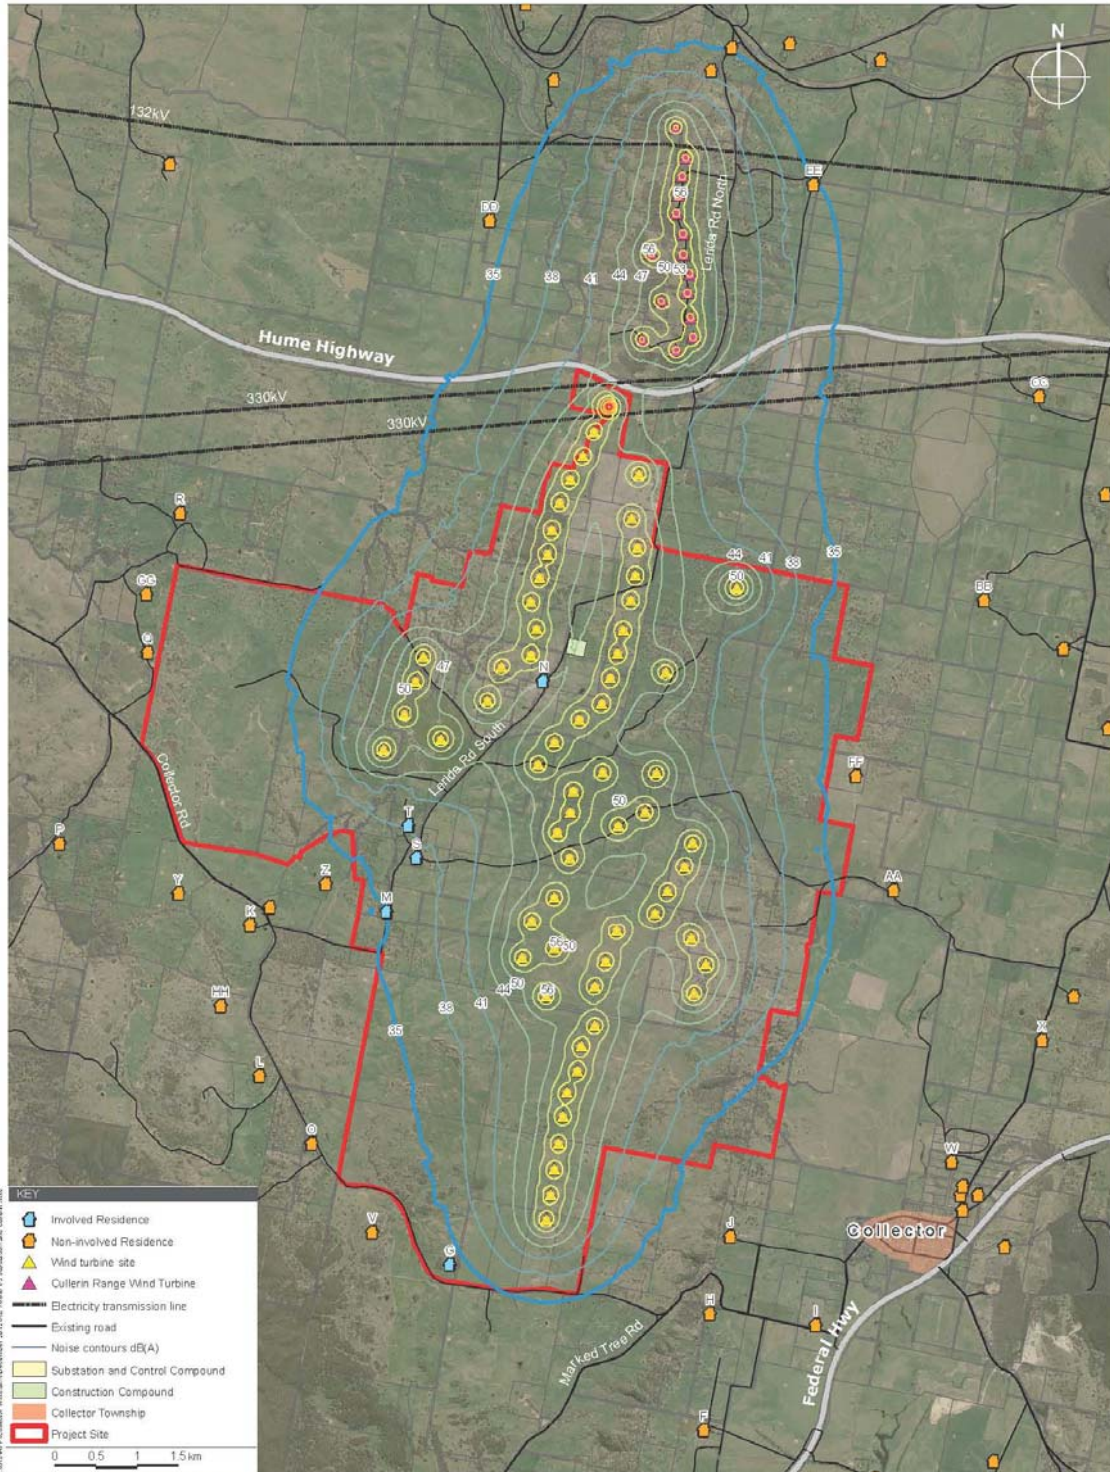 N
132kV
EE
DD
Lerida Rd North
56
56
35
38
41
44
47
50
53
Hume Highway
330kV
330kV
CC
R
44
41
38
35
50
GG
BB
Q
47
N
50
Lerida Rd South
Collector Rd
FF
T
50
P
S
Z
Y
AA
M
K
56
50
50
44
56
HH
41
38
35
X
L
O
W
V
J
Collector
G
H
I
Marked Tree Rd
Federal Hwy
F
KEY
Involved Residence
Non-involved Residence
Wind turbine site
Cullerin Range Wind Turbine
Electricity transmission line
Existing road
Noise contours dB(A)
Substation and Control Compound
Construction Compound
Collector Township
Project Site
0 0.5 1 1.5 km